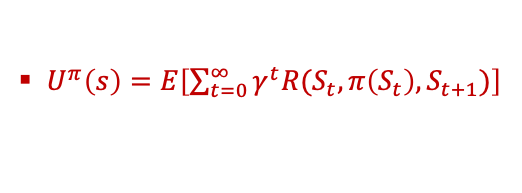 ▪ U^π(s) = E[∑_{t=0}^{∞} γ^t R(S_t, π(S_t), S_{t+1})]